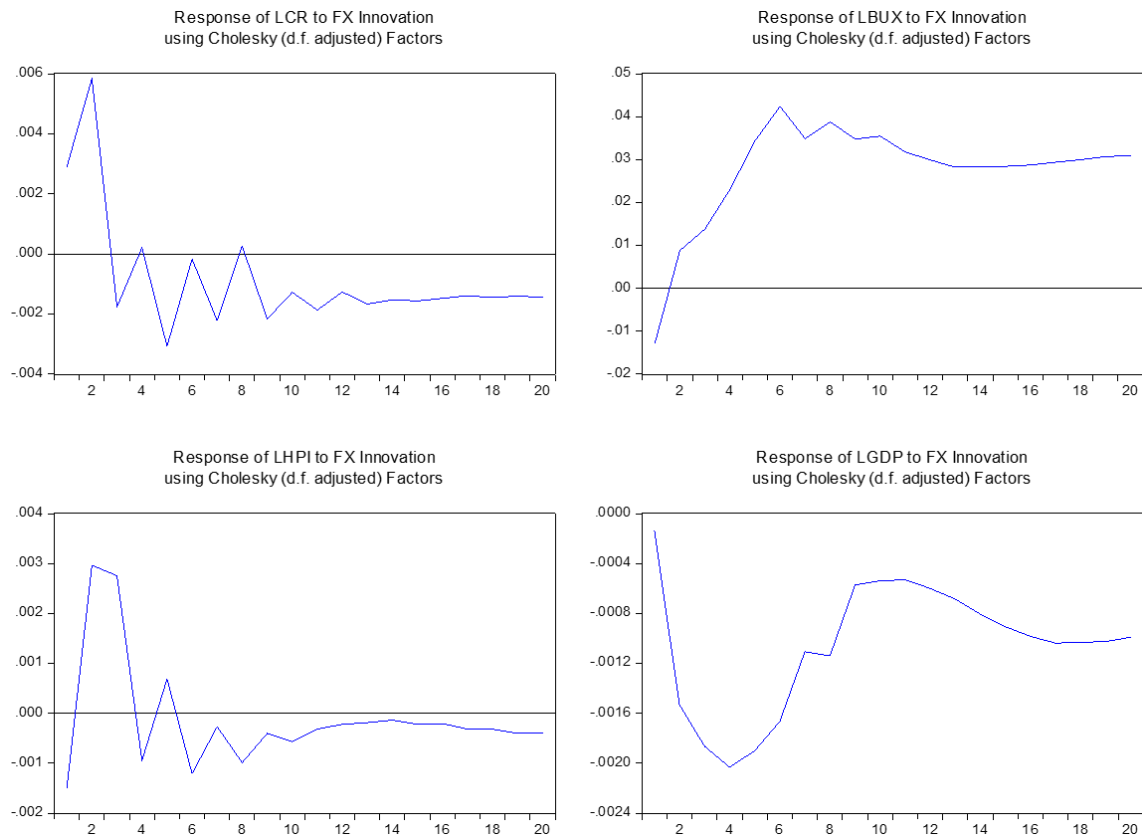 Response of LCR to FX Innovation
using Cholesky (d.f. adjusted) Factors
.006
.004
.002
.000
-.002
-.004
2 4 6 8 10 12 14 16 18 20
Response of LBUX to FX Innovation
using Cholesky (d.f. adjusted) Factors
.05
.04
.03
.02
.01
.00
-.01
-.02
2 4 6 8 10 12 14 16 18 20
Response of LHPI to FX Innovation
using Cholesky (d.f. adjusted) Factors
.004
.003
.002
.001
.000
-.001
-.002
2 4 6 8 10 12 14 16 18 20
Response of LGDP to FX Innovation
using Cholesky (d.f. adjusted) Factors
.0000
-.0004
-.0008
-.0012
-.0016
-.0020
-.0024
2 4 6 8 10 12 14 16 18 20